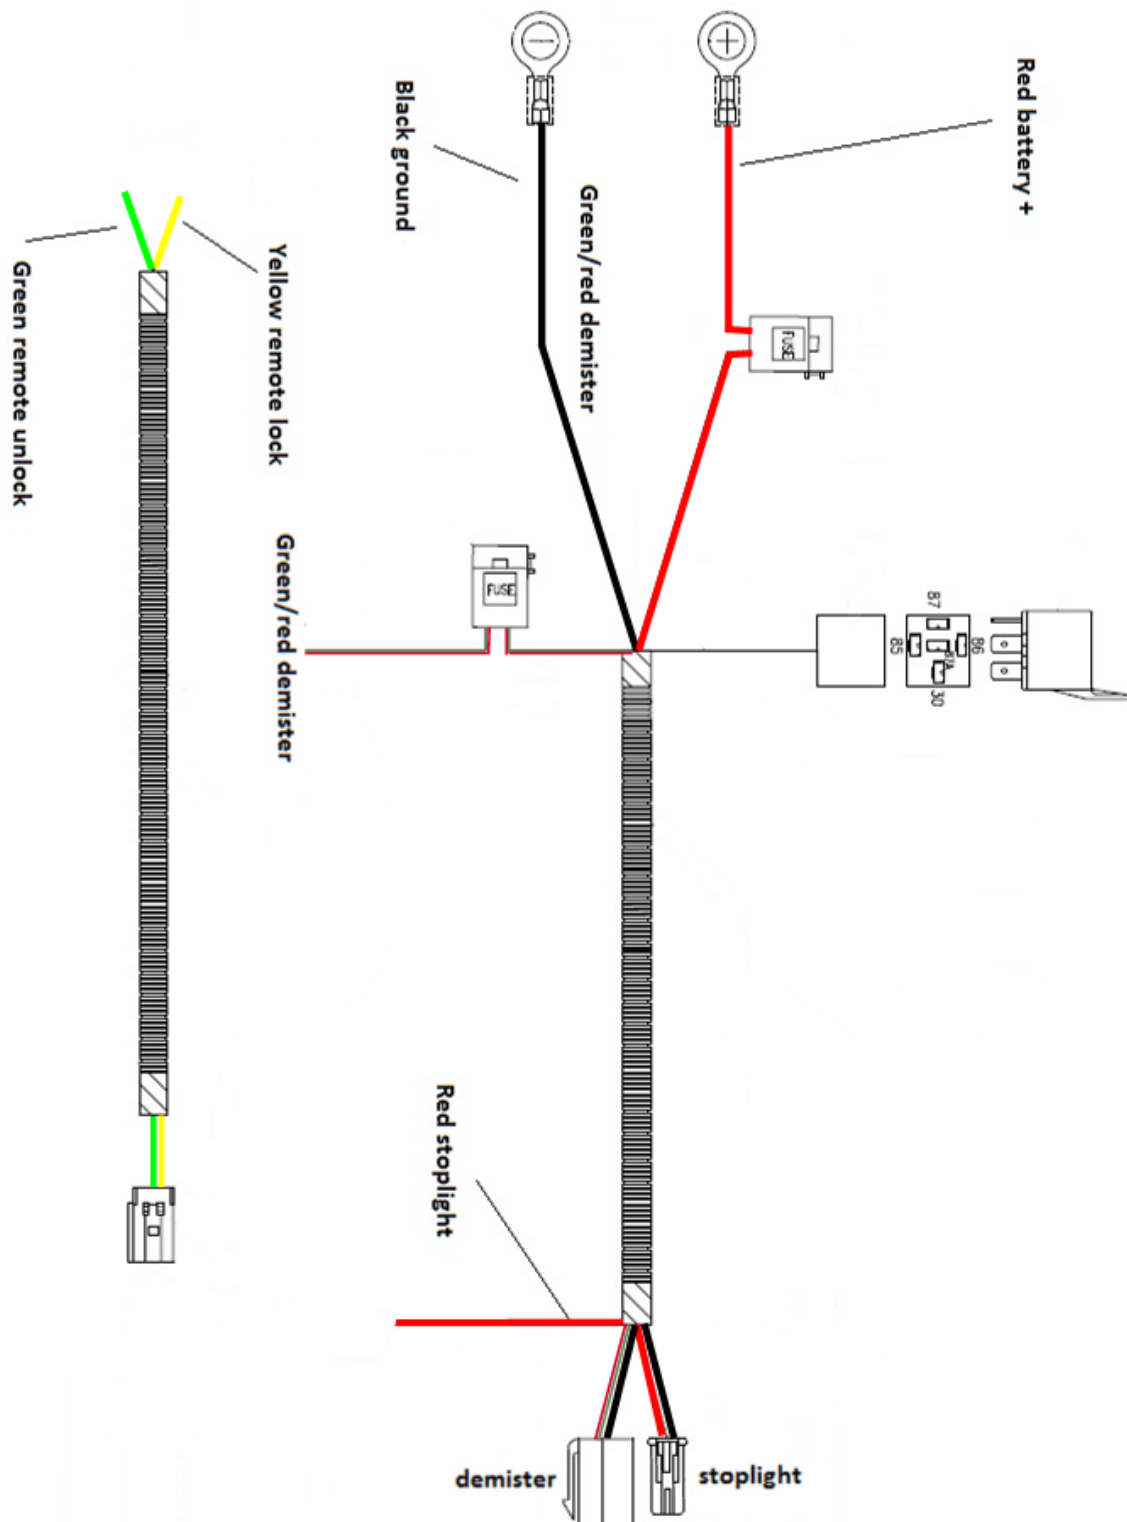 Red battery +
Black ground
Green/red demister
FUSE
Yellow remote lock
Green remote unlock
Green/red demister
FUSE
87
86
87A
85
30
Red stoplight
demister
stoplight